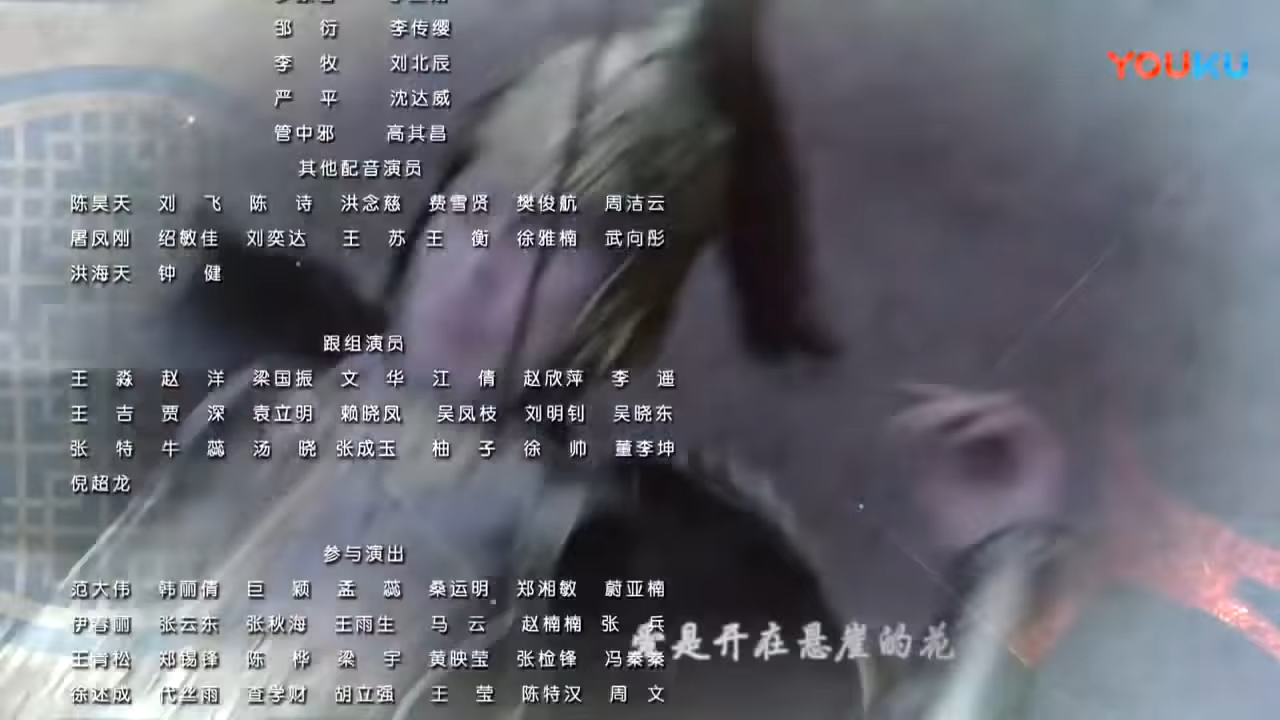 邹 衍 李传缨
YOUKU
李 牧 刘北辰
严 平 沈达威
管中邪 高其昌
其他配音演员
陈昊天 刘 飞 陈 诗 洪念慈 费雪贤 樊俊航 周洁云
屠凤刚 绍敏佳 刘奕达 王 苏 王 衡 徐雅楠 武向彤
洪海天 钟 健
跟组演员
王 淼 赵 洋 梁国振 文 华 江 倩 赵欣萍 李 遥
王 吉 贾 深 袁立明 赖晓凤 吴凤枝 刘明钊 吴晓东
张 特 牛 蕊 汤 晓 张成玉 柚 子 徐 帅 董李坤
倪超龙
参与演出
范大伟 韩丽倩 巨 颖 孟 蕊 桑运明 郑湘敏 蔚亚楠
伊春丽 张云东 张秋海 王雨生 马 云 赵楠楠 张 兵
爱是开在悬崖的花
王肖松 郑锡锋 陈 桦 梁 宇 黄映莹 张检锋 冯秦秦
徐述成 代丝雨 查学财 胡立强 王 莹 陈特汉 周 文